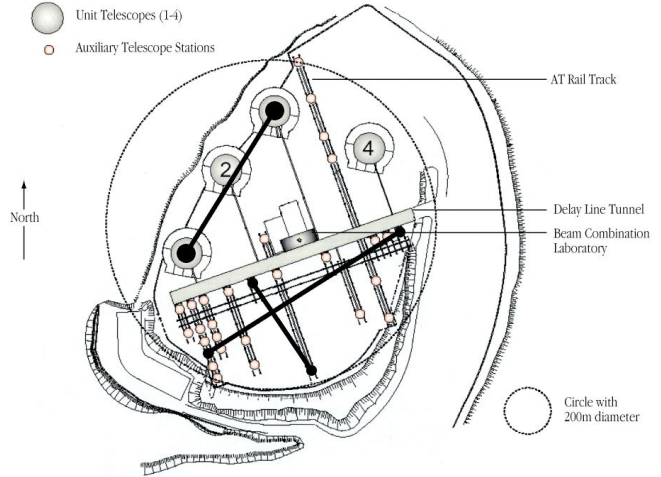 Unit Telescopes (1-4)
Auxiliary Telescope Stations
AT Rail Track
4
2
North
Delay Line Tunnel
Beam Combination
Laboratory
Circle with
200m diameter